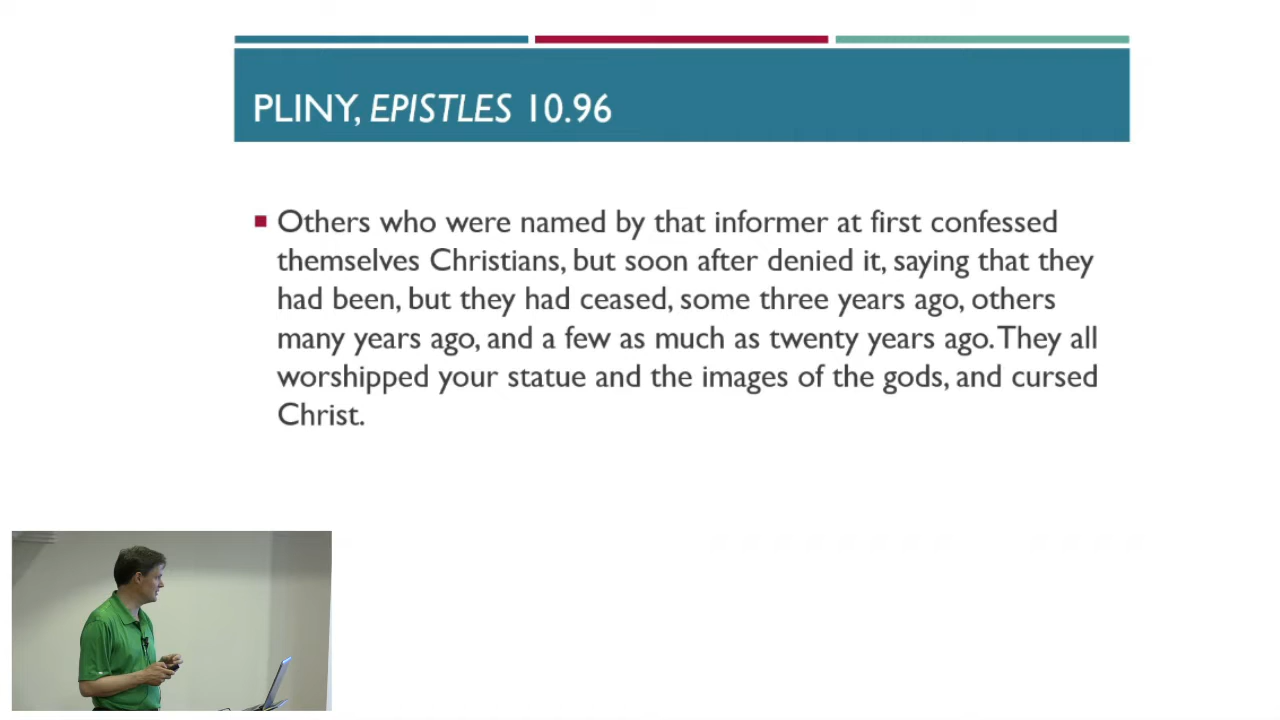 PLINY, EPISTLES 10.96
Others who were named by that informer at first confessed
themselves Christians, but soon after denied it, saying that they
had been, but they had ceased, some three years ago, others
many years ago, and a few as much as twenty years ago. They all
worshipped your statue and the images of the gods, and cursed
Christ.